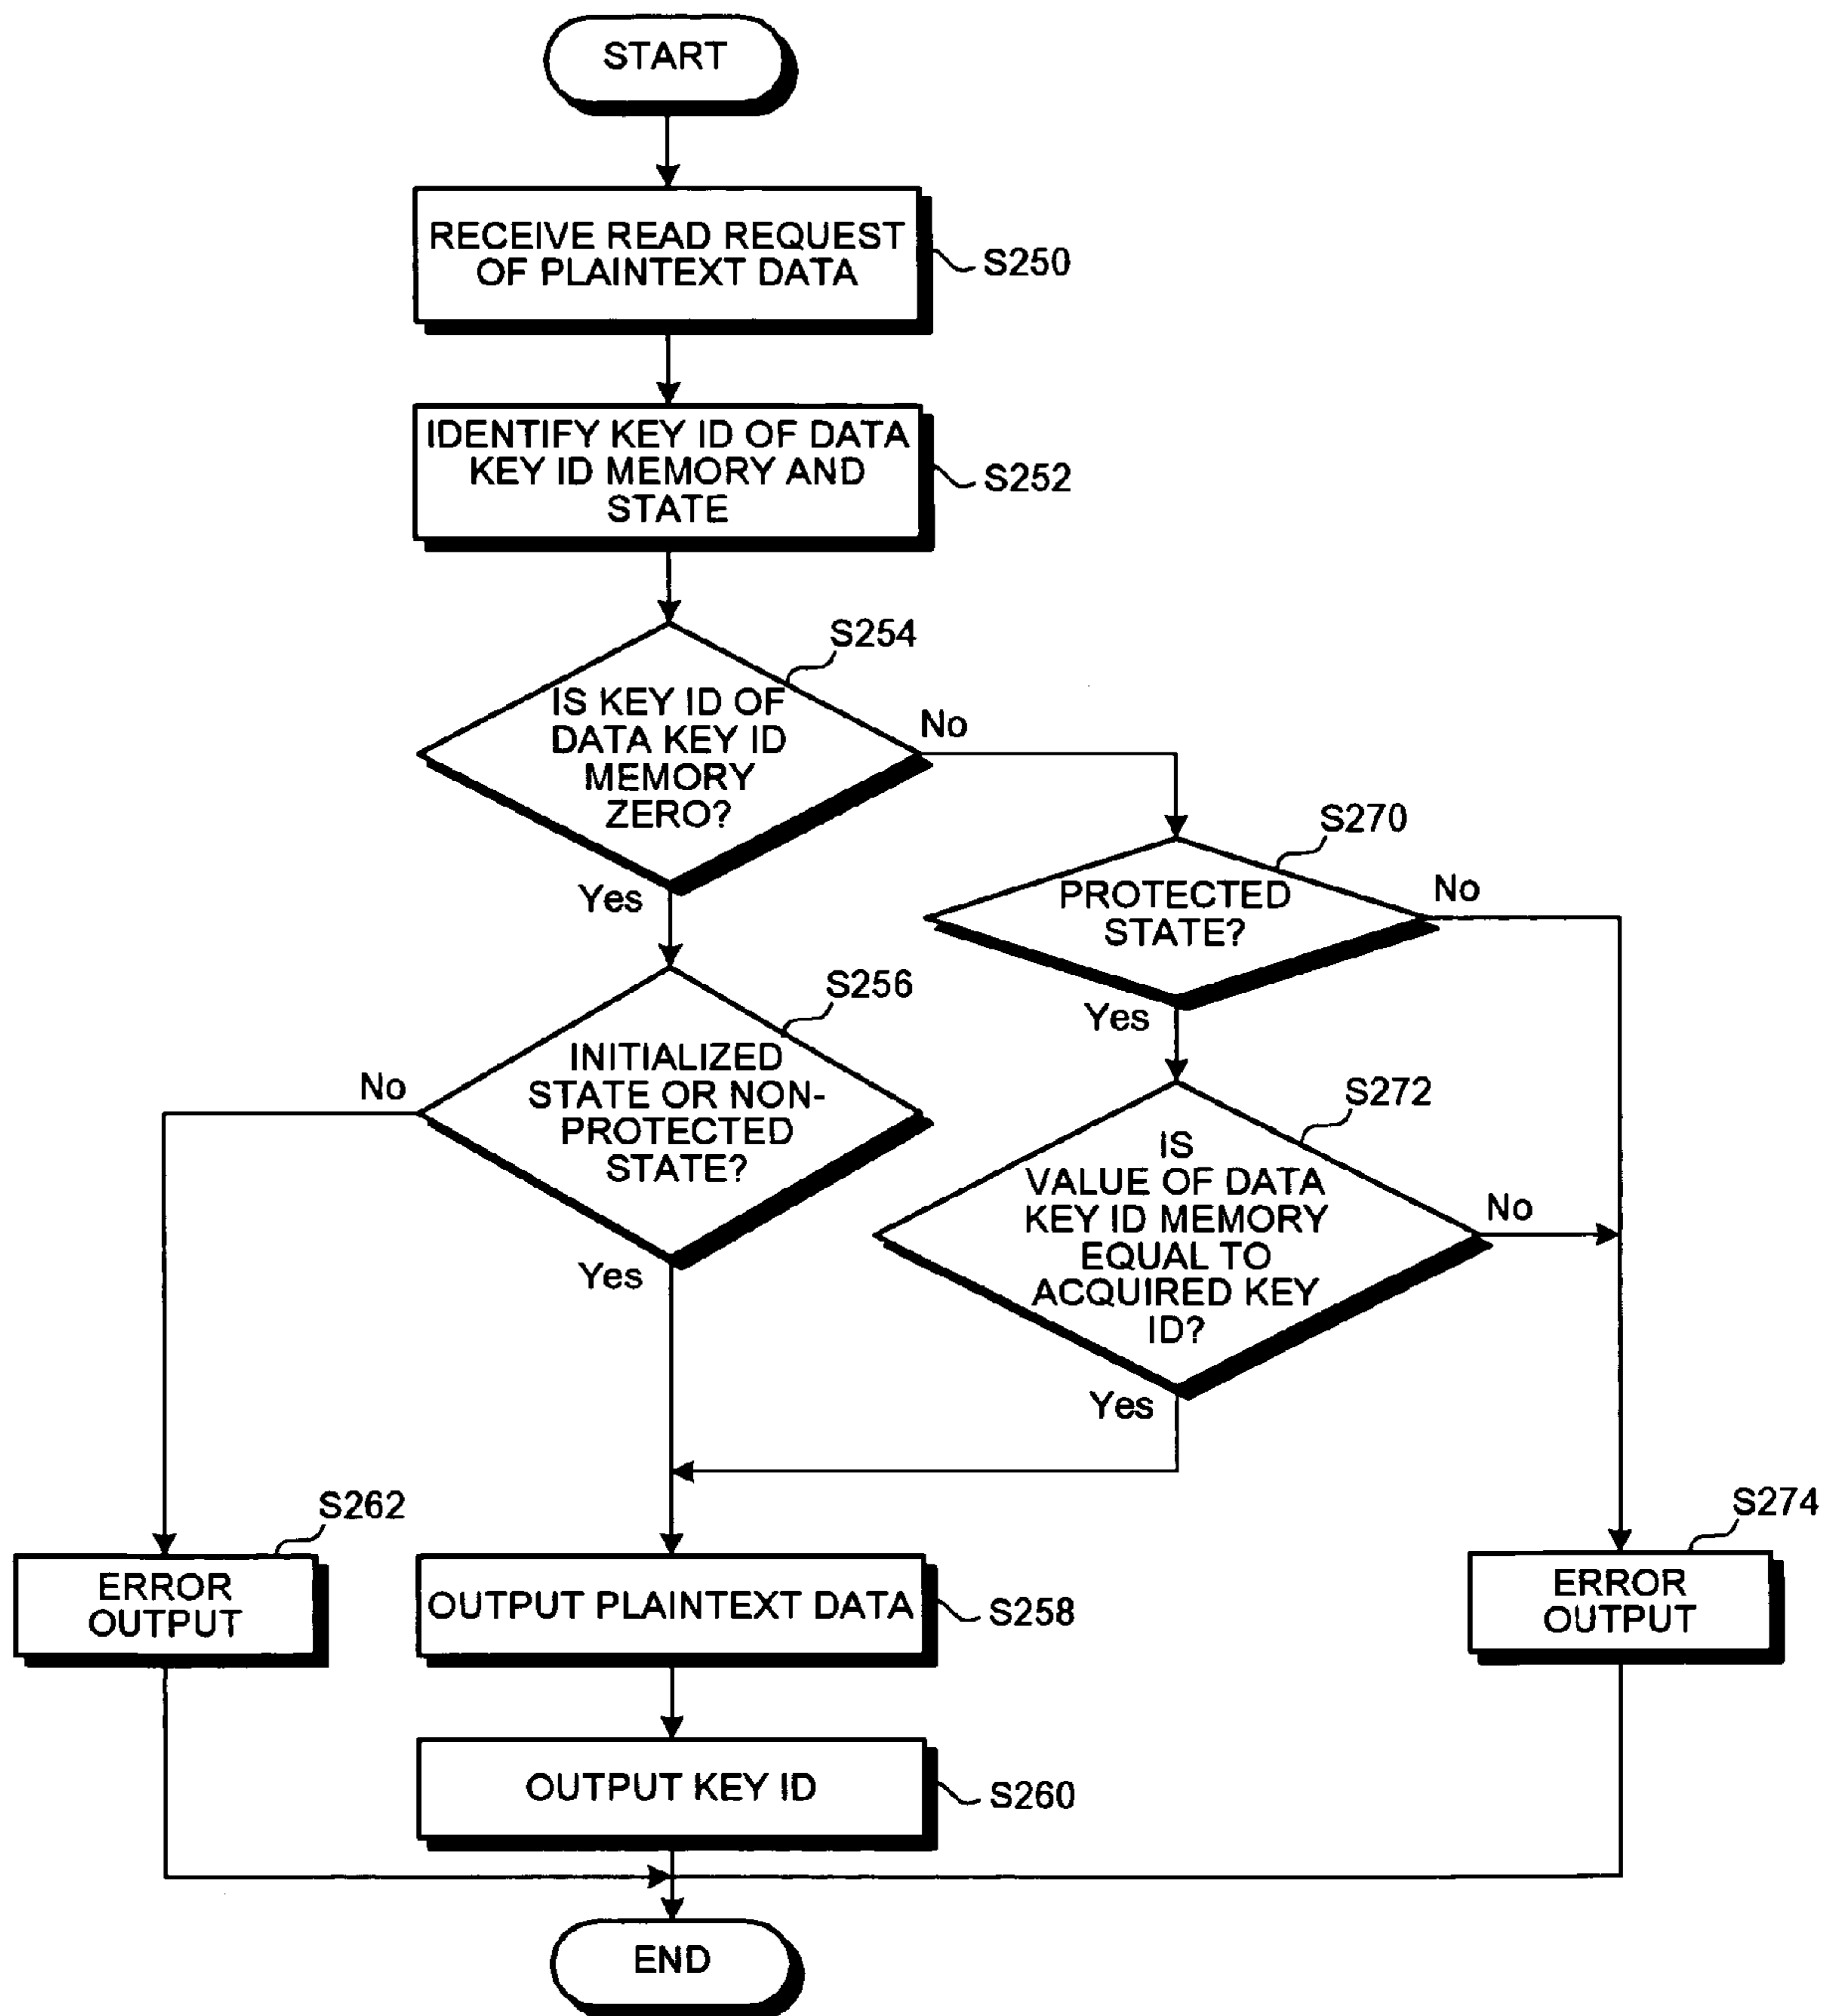 START
RECEIVE READ REQUEST
OF PLAINTEXT DATA
S250
IDENTIFY KEY ID OF DATA
KEY ID MEMORY AND
STATE
S252
S254
IS KEY ID OF
DATA KEY ID
MEMORY
ZERO?
No
Yes
S270
PROTECTED
STATE?
No
Yes
S256
INITIALIZED
STATE OR NON-
PROTECTED
STATE?
No
Yes
S272
IS
VALUE OF DATA
KEY ID MEMORY
EQUAL TO
ACQUIRED KEY
ID?
No
Yes
S262
ERROR
OUTPUT
OUTPUT PLAINTEXT DATA
S258
S274
ERROR
OUTPUT
OUTPUT KEY ID
S260
END